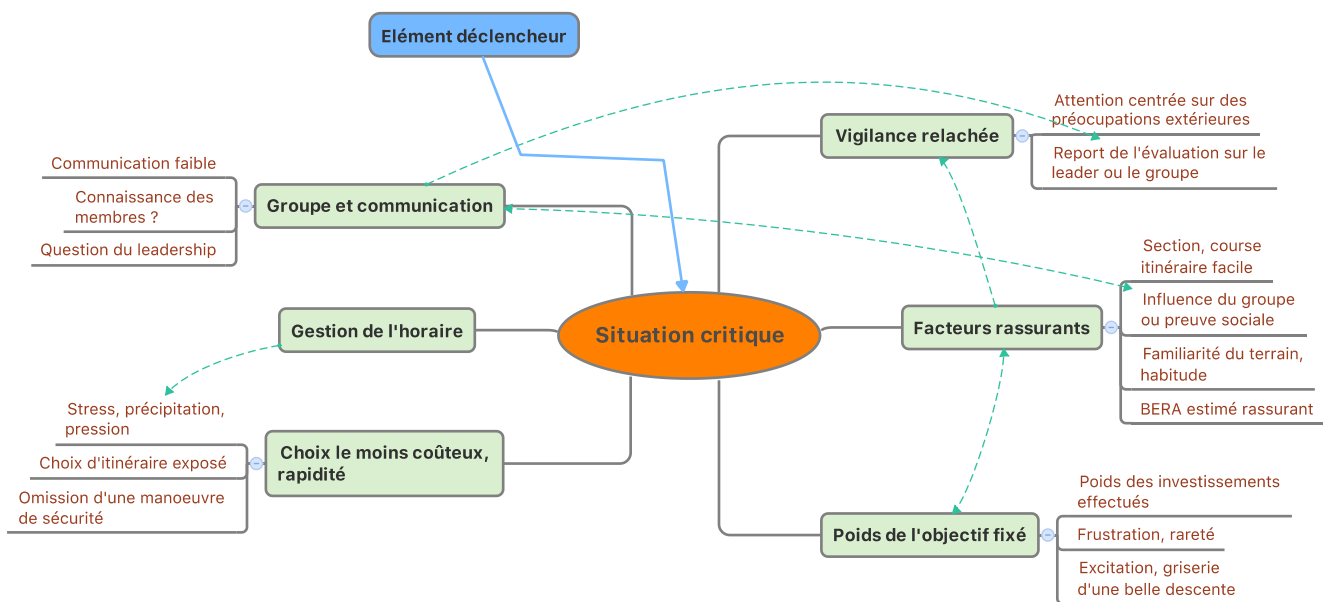 Elément déclencheur
Communication faible
Connaissance des
membres ?
Question du leadership
Groupe et communication
Gestion de l'horaire
Stress, précipitation,
pression
Choix d'itinéraire exposé
Omission d'une manoeuvre
de sécurité
Choix le moins coûteux,
rapidité
Situation critique
Vigilance relachée
Attention centrée sur des
préocupations extérieures
Report de l'évaluation sur le
leader ou le groupe
Facteurs rassurants
Section, course
itinéraire facile
Influence du groupe
ou preuve sociale
Familiarité du terrain,
habitude
BERA estimé rassurant
Poids de l'objectif fixé
Poids des investissements
effectués
Frustration, rareté
Excitation, griserie
d'une belle descente